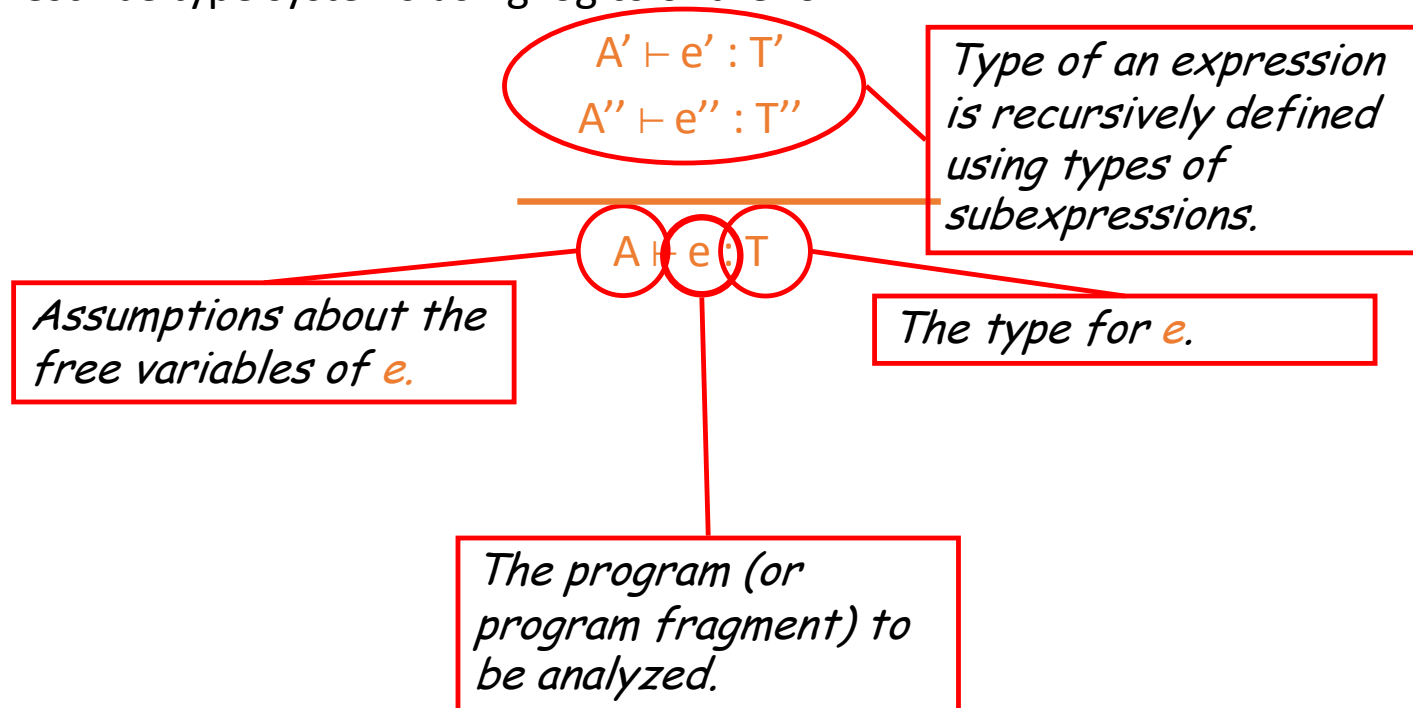 A' ⊢ e' : T'
A'' ⊢ e'' : T''
Type of an expression
is recursively defined
using types of
subexpressions.
A ⊢ e : T
Assumptions about the
free variables of e.
The type for e.
The program (or
program fragment) to
be analyzed.